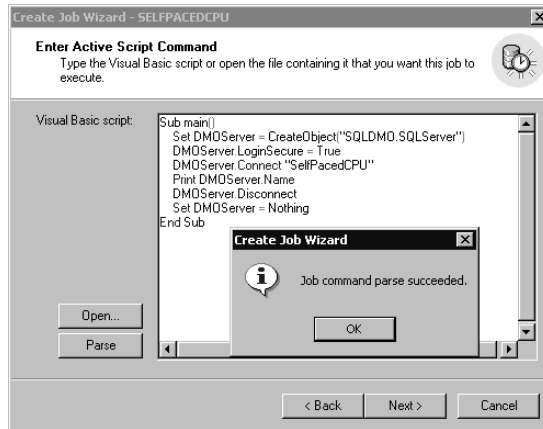 Create Job Wizard - SELFPACEDCPU
Enter Active Script Command
Type the Visual Basic script or open the file containing it that you want this job to
execute.
Visual Basic script:
Sub main()
Set DMOServer = CreateObject("SQLDMO.SQLServer")
DMOServer.LoginSecure = True
DMOServer.Connect "SelfPacedCPU"
Print DMOServer.Name
DMOServer.Disconnect
Set DMOServer = Nothing
End Sub
Create Job Wizard
Job command parse succeeded.
OK
Open...
Parse
< Back
Next >
Cancel